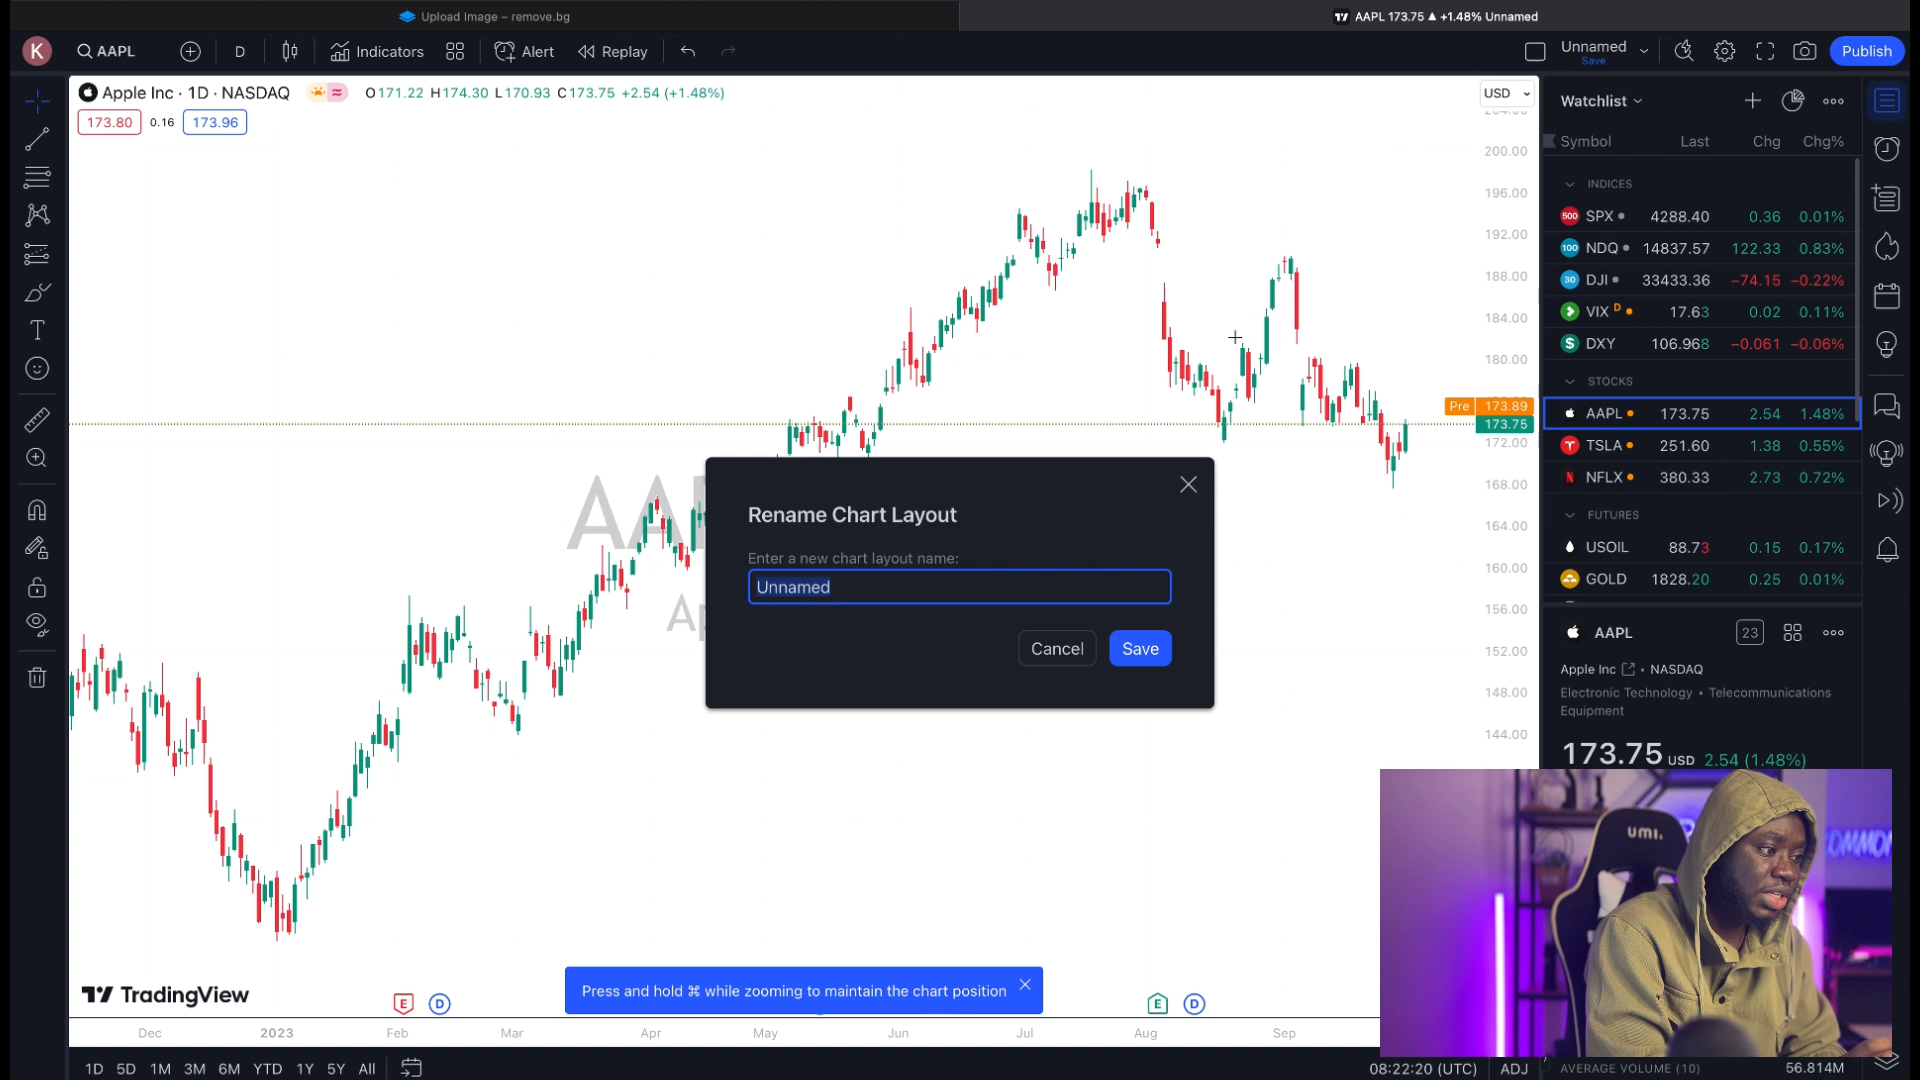 Upload Image – remove.bg
AAPL 173.75 ▲ +1.48% Unnamed
K
AAPL
D
Indicators
Alert
Replay
Unnamed
Save
Publish
Apple Inc · 1D · NASDAQ
O171.22 H174.30 L170.93 C173.75 +2.54 (+1.48%)
USD
173.80 0.16 173.96
200.00
196.00
192.00
188.00
184.00
180.00
Pre 173.89
173.75
172.00
168.00
164.00
160.00
156.00
152.00
148.00
144.00
Watchlist
Symbol Last Chg Chg%
INDICES
500 SPX 4288.40 0.36 0.01%
100 NDQ 14837.57 122.33 0.83%
30 DJI 33433.36 −74.15 −0.22%
VIX D 17.63 0.02 0.11%
$ DXY 106.968 −0.061 −0.06%
STOCKS
AAPL 173.75 2.54 1.48%
TSLA 251.60 1.38 0.55%
NFLX 380.33 2.73 0.72%
FUTURES
USOIL 88.73 0.15 0.17%
GOLD 1828.20 0.25 0.01%
Rename Chart Layout
Enter a new chart layout name:
Unnamed
Cancel
Save
AAPL
23
Apple Inc • NASDAQ
Electronic Technology • Telecommunications
Equipment
173.75 USD 2.54 (1.48%)
umi.
TradingView
E D
Press and hold ⌘ while zooming to maintain the chart position
E D
Dec 2023 Feb Mar Apr May Jun Jul Aug Sep
1D 5D 1M 3M 6M YTD 1Y 5Y All
08:22:20 (UTC) ADJ
AVERAGE VOLUME (10) 56.814M